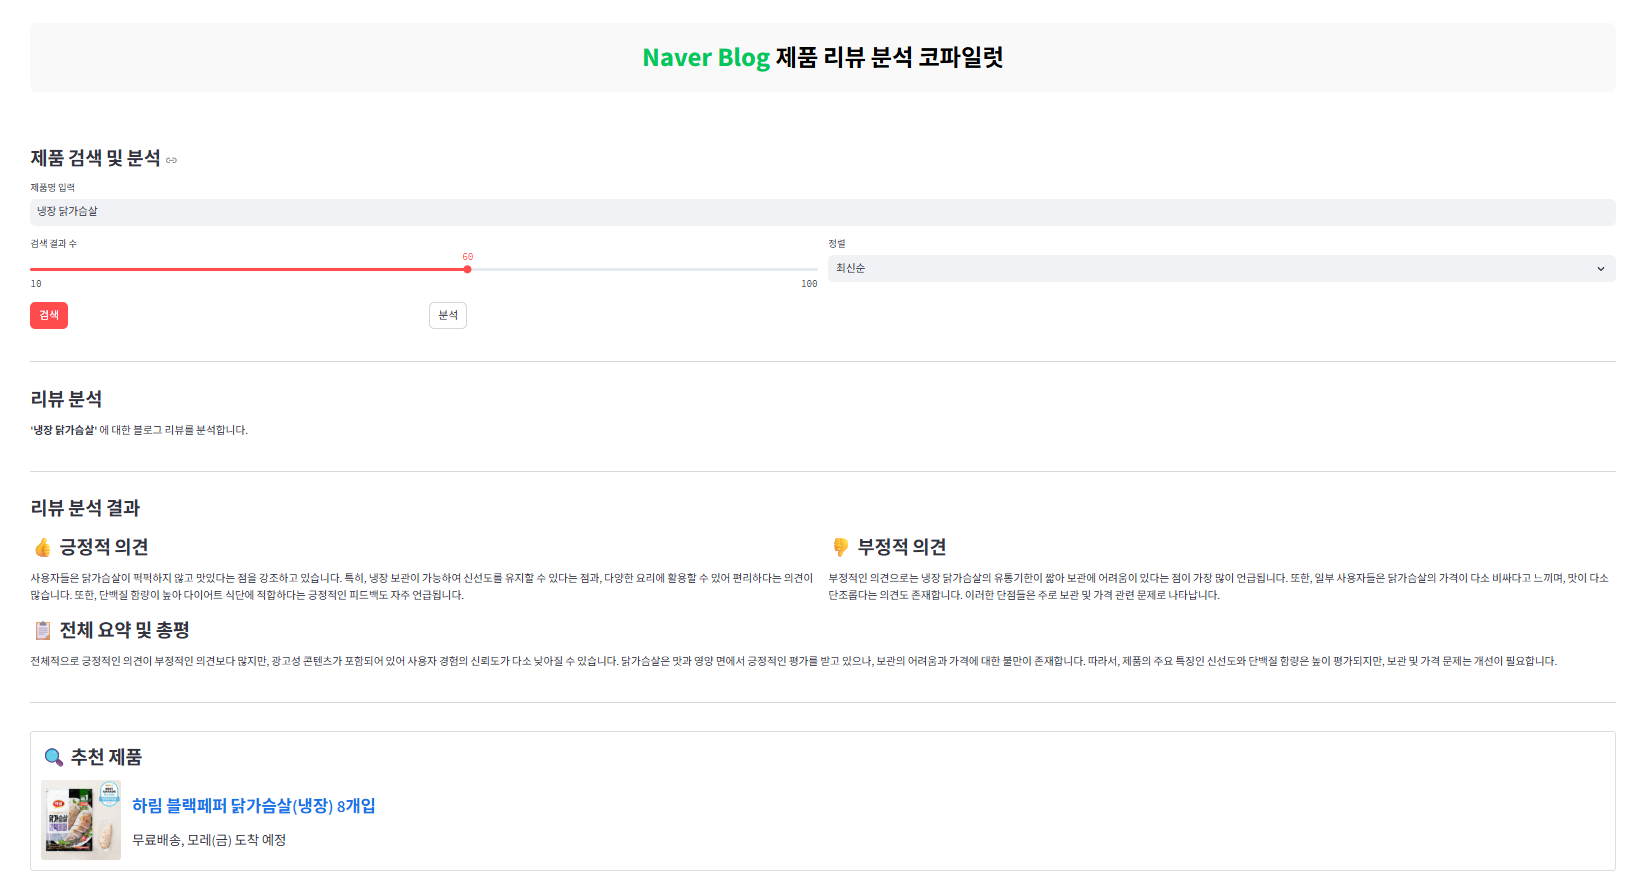 Naver Blog 제품 리뷰 분석 코파일럿
제품 검색 및 분석
제품명 입력
냉장 닭가슴살
검색 결과 수
정렬
60
최신순
10
100
검색
분석
리뷰 분석
'냉장 닭가슴살' 에 대한 블로그 리뷰를 분석합니다.
리뷰 분석 결과
긍정적 의견
사용자들은 닭가슴살이 퍽퍽하지 않고 맛있다는 점을 강조하고 있습니다. 특히, 냉장 보관이 가능하여 신선도를 유지할 수 있다는 점과, 다양한 요리에 활용할 수 있어 편리하다는 의견이
많습니다. 또한, 단백질 함량이 높아 다이어트 식단에 적합하다는 긍정적인 피드백도 자주 언급됩니다.
부정적 의견
부정적인 의견으로는 냉장 닭가슴살의 유통기한이 짧아 보관에 어려움이 있다는 점이 가장 많이 언급됩니다. 또한, 일부 사용자들은 닭가슴살의 가격이 다소 비싸다고 느끼며, 맛이 다소
단조롭다는 의견도 존재합니다. 이러한 단점들은 주로 보관 및 가격 관련 문제로 나타납니다.
전체 요약 및 총평
전체적으로 긍정적인 의견이 부정적인 의견보다 많지만, 광고성 콘텐츠가 포함되어 있어 사용자 경험의 신뢰도가 다소 낮아질 수 있습니다. 닭가슴살은 맛과 영양 면에서 긍정적인 평가를 받고 있으나, 보관의 어려움과 가격에 대한 불만이 존재합니다. 따라서, 제품의 주요 특징인 신선도와 단백질 함량은 높이 평가되지만, 보관 및 가격 문제는 개선이 필요합니다.
추천 제품
하림
닭가슴살
하림 블랙페퍼 닭가슴살(냉장) 8개입
무료배송, 모레(금) 도착 예정